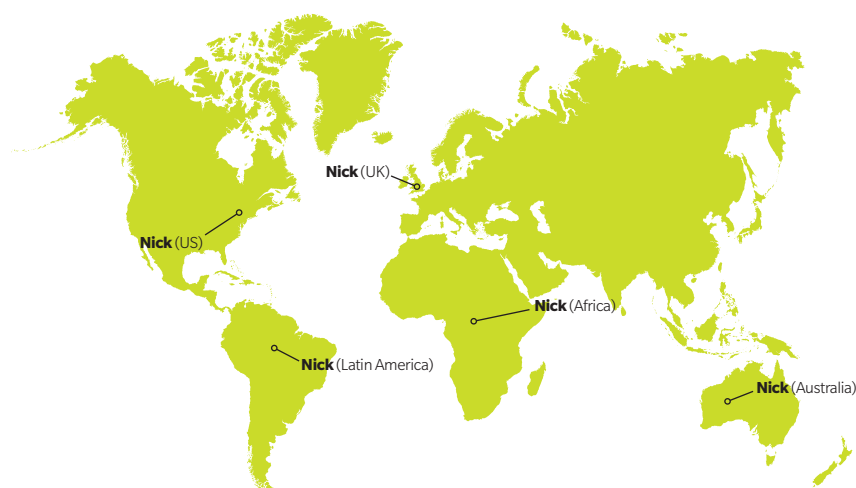 Nick (UK)
Nick (US)
Nick (Africa)
Nick (Latin America)
Nick (Australia)